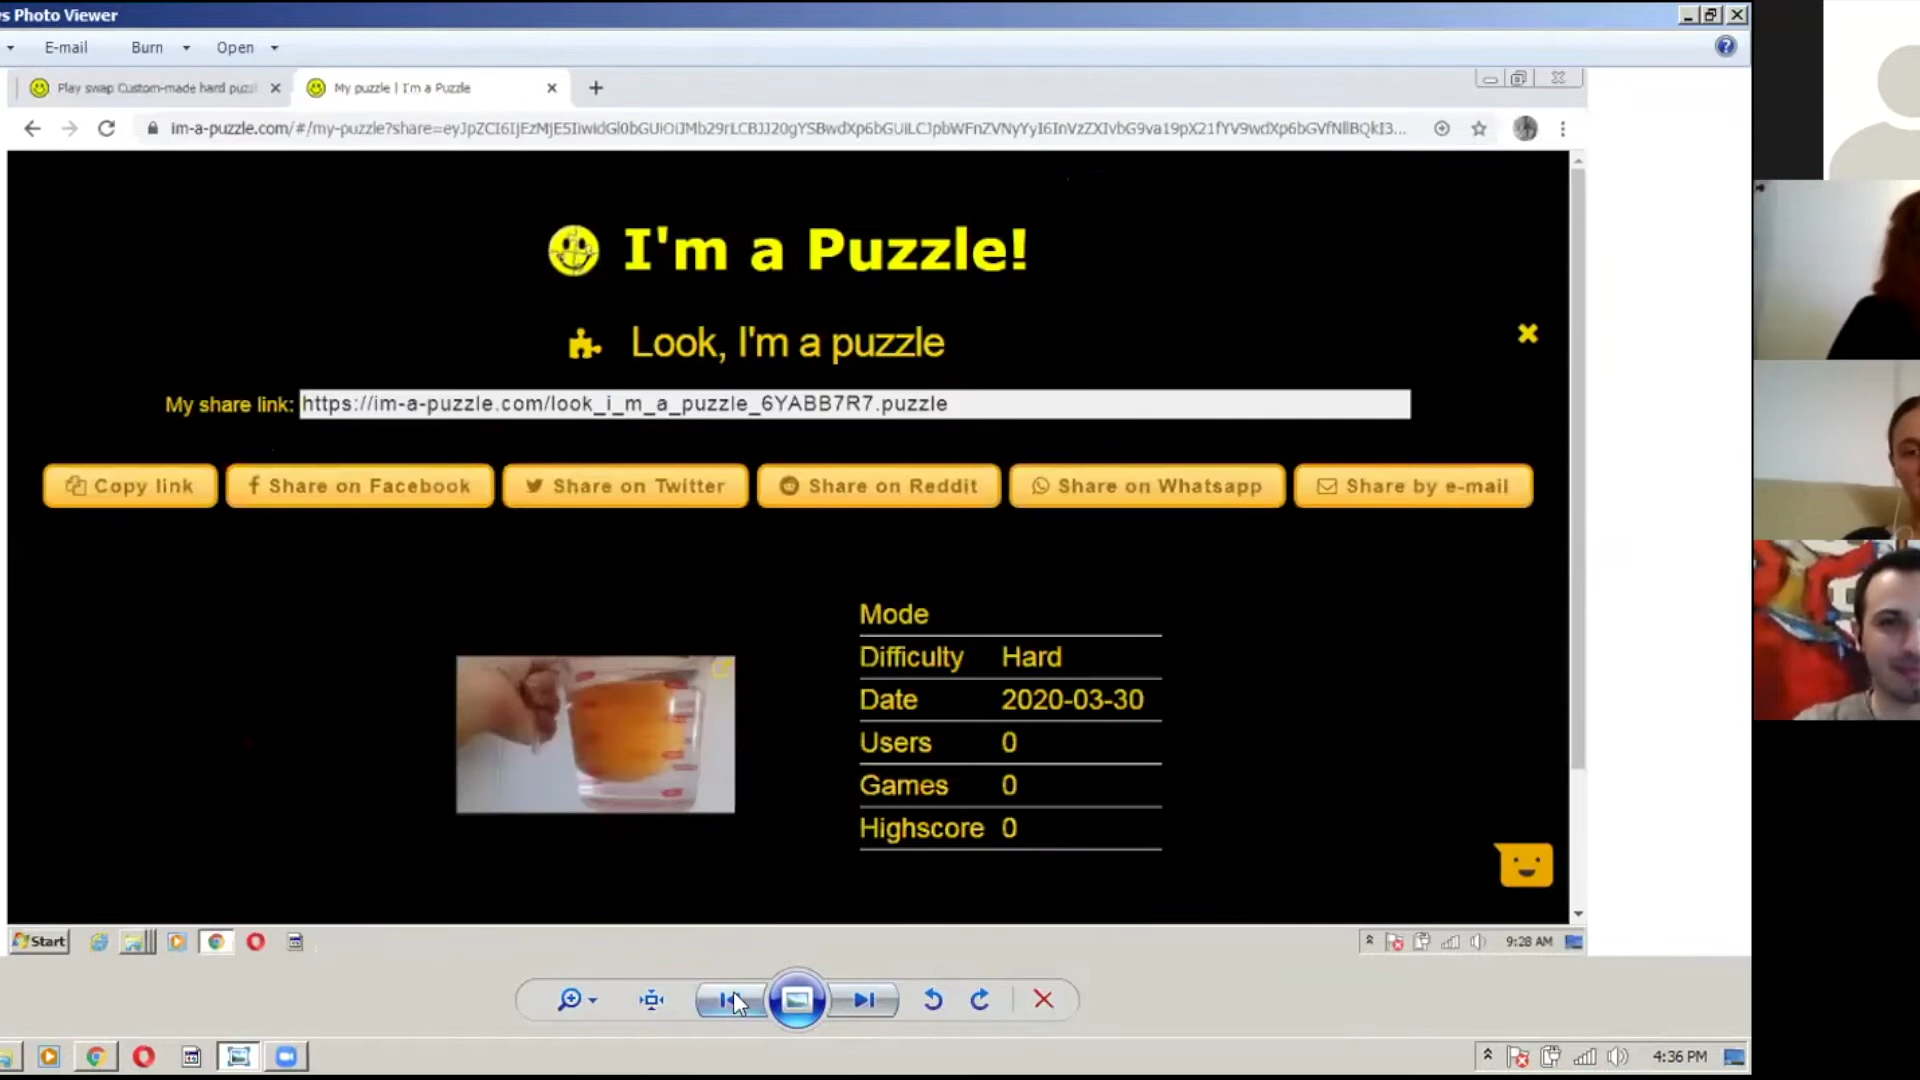 s Photo Viewer
E-mail Burn Open
Play swap Custom-made hard puzzl
My puzzle | I'm a Puzzle
I'm a Puzzle!
Look, I'm a puzzle
My share link: https://im-a-puzzle.com/look_i_m_a_puzzle_6YABB7R7.puzzle
Copy link
Share on Facebook
Share on Twitter
Share on Reddit
Share on Whatsapp
Share by e-mail
Mode
Difficulty Hard
Date 2020-03-30
Users 0
Games 0
Highscore 0
Start
9:28 AM
4:36 PM